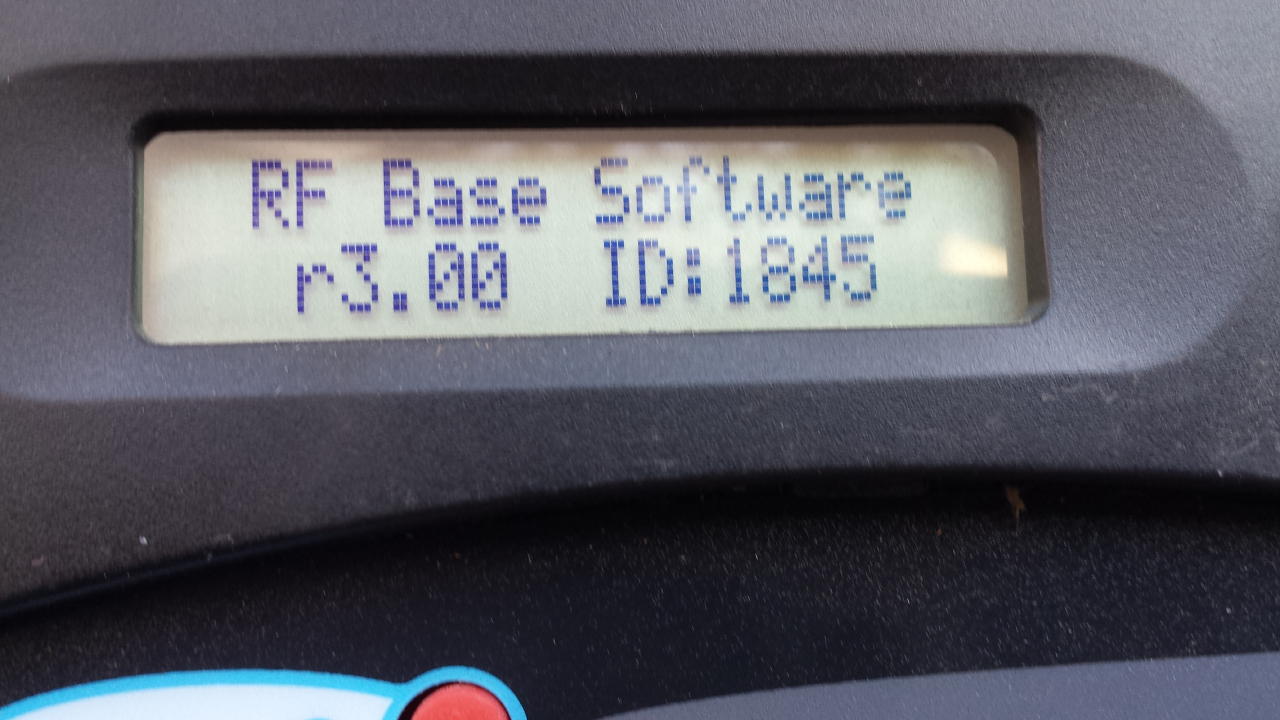 RF Base Software
r3.00 ID:1845